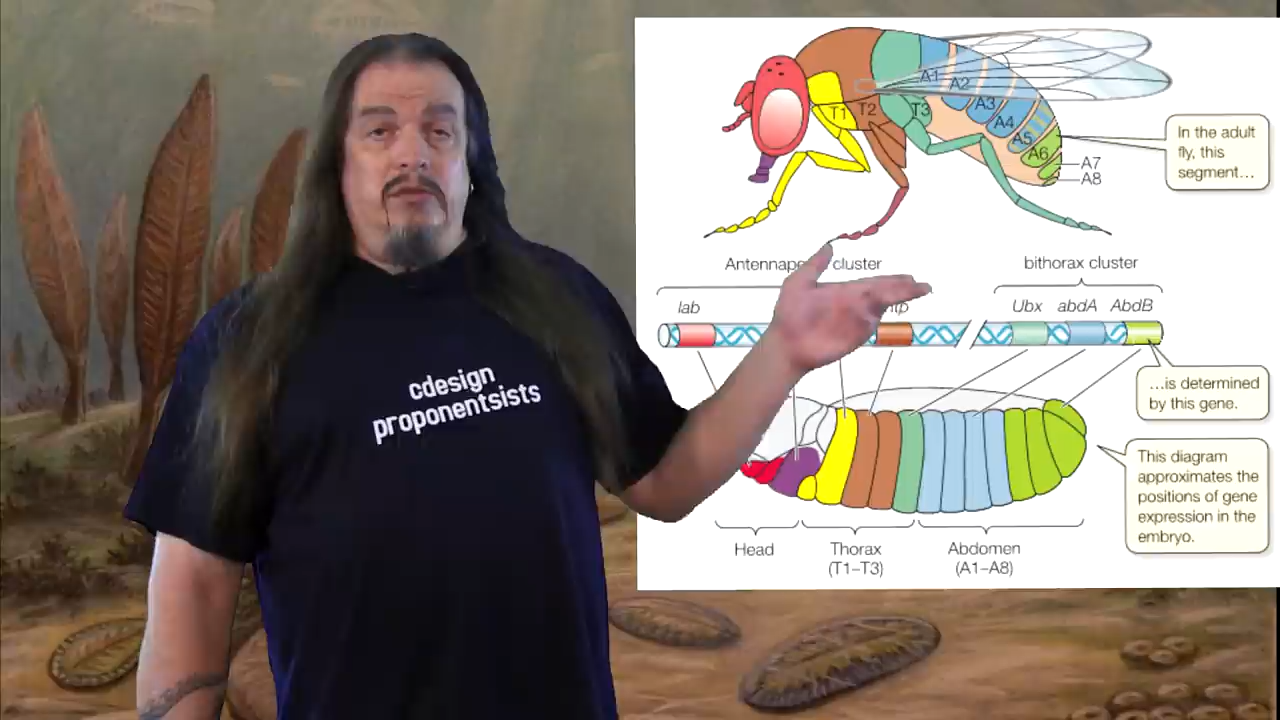 cdesign
proponentsists
T1
T2
T3
A1
A2
A3
A4
A5
A6
A7
A8
In the adult
fly, this
segment...
cluster
bithorax cluster
lab
Ubx
abdA
AbdB
...is determined
by this gene.
This diagram
approximates the
positions of gene
expression in the
embryo.
Head
Thorax
(T1–T3)
Abdomen
(A1–A8)